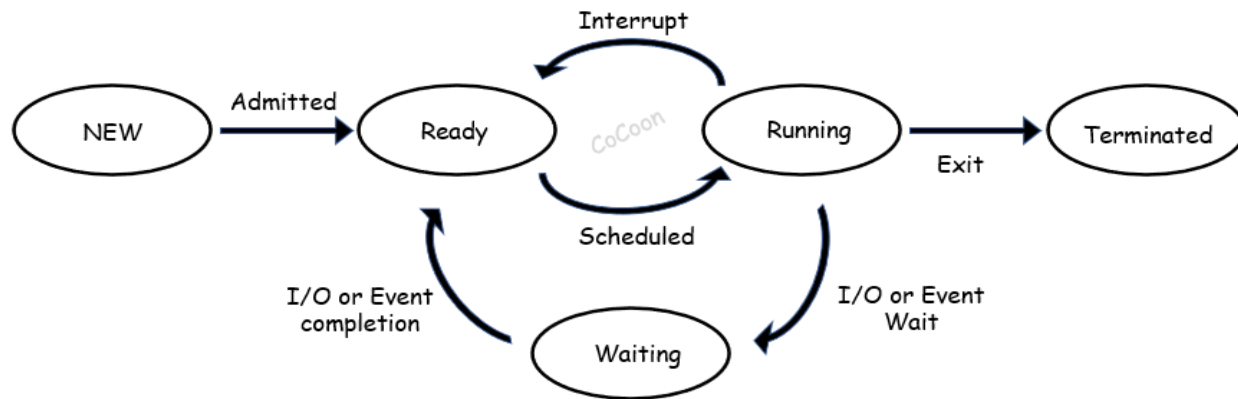 Interrupt
NEW
Admitted
Ready
CoCoon
Running
Exit
Terminated
Scheduled
I/O or Event
completion
Waiting
I/O or Event
Wait